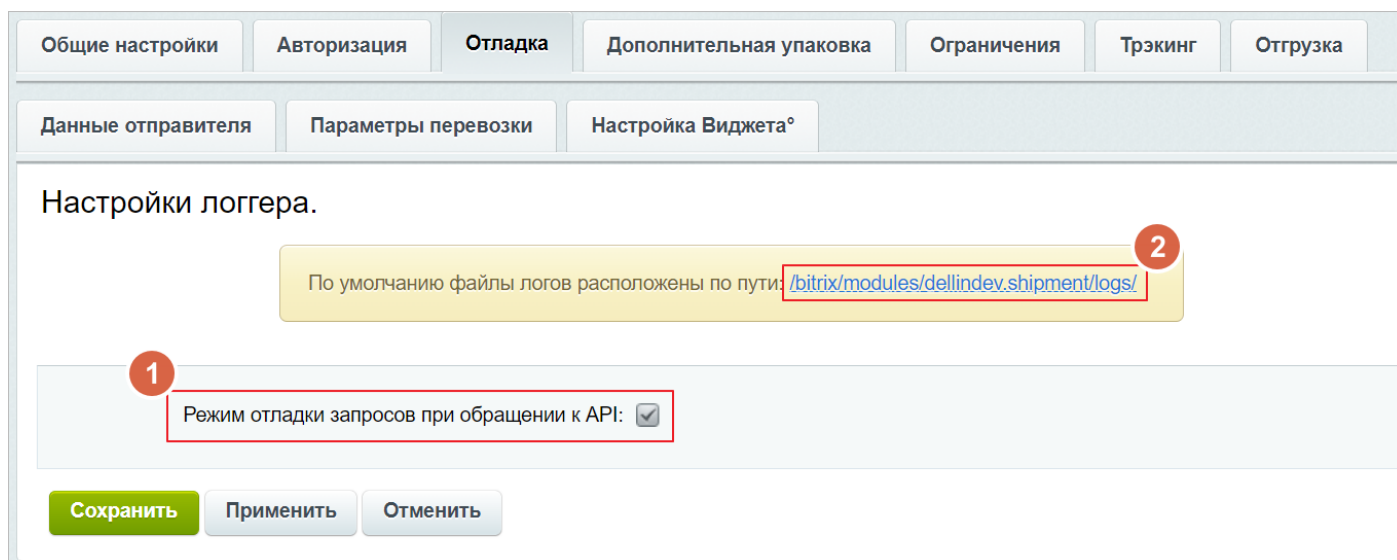 Общие настройки Авторизация Отладка Дополнительная упаковка Ограничения Трэкинг Отгрузка
Данные отправителя Параметры перевозки Настройка Виджета°
Настройки логгера.
2
По умолчанию файлы логов расположены по пути: /bitrix/modules/dellindev.shipment/logs/
1
Режим отладки запросов при обращении к API:
Сохранить Применить Отменить